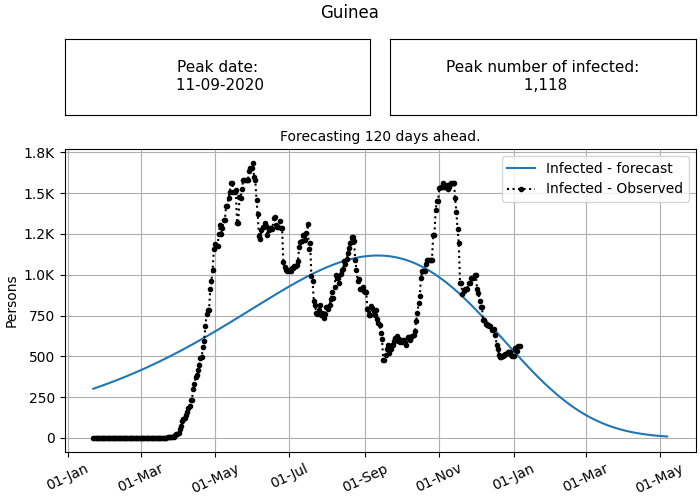 Guinea
Peak date:
11-09-2020
Peak number of infected:
1,118
Forecasting 120 days ahead.
Infected - forecast
Infected - Observed
Persons
1.8K
1.5K
1.2K
1.0K
750
500
250
0
01-Jan
01-Mar
01-May
01-Jul
01-Sep
01-Nov
01-Jan
01-Mar
01-May